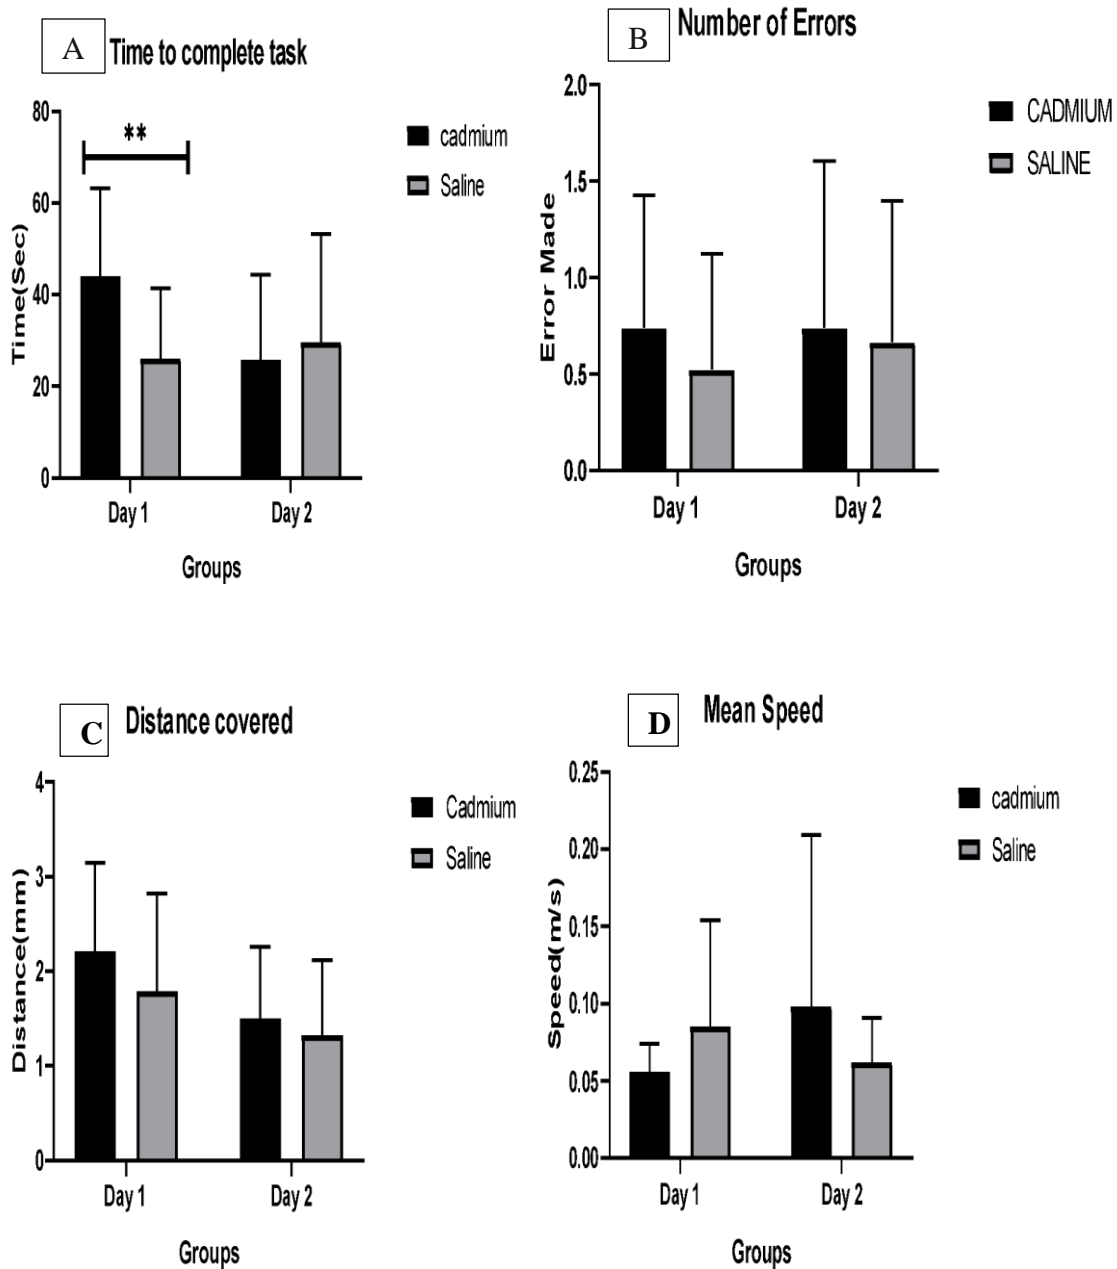 A
Time to complete task
80
60
40
20
0
Time(Sec)
**
cadmium
Saline
Day 1
Day 2
Groups
B
Number of Errors
2.0
1.5
1.0
0.5
0.0
Error Made
CADMIUM
SALINE
Day 1
Day 2
Groups
C
Distance covered
4
3
2
1
0
Distance(mm)
Cadmium
Saline
Day 1
Day 2
Groups
D
Mean Speed
0.25
0.20
0.15
0.10
0.05
0.00
Speed(m/s)
cadmium
Saline
Day 1
Day 2
Groups